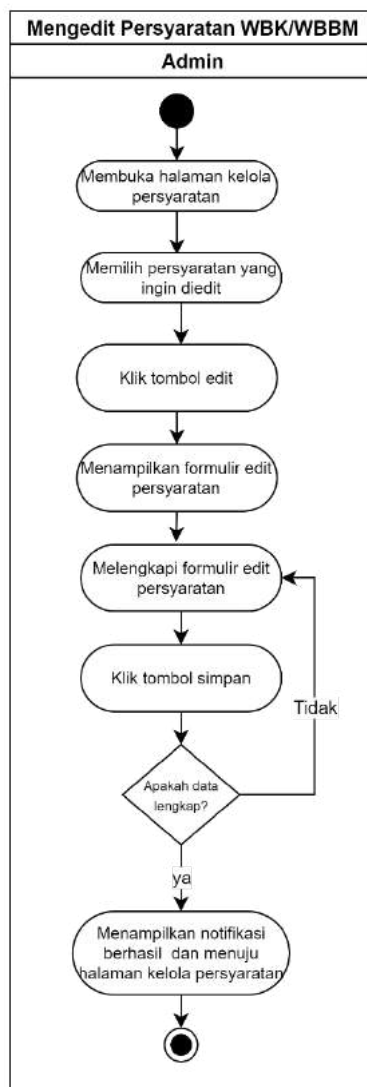 Mengedit Persyaratan WBK/WBBM
Admin
Membuka halaman kelola
persyaratan
Memilih persyaratan yang
ingin diedit
Klik tombol edit
Menampilkan formulir edit
persyaratan
Melengkapi formulir edit
persyaratan
Klik tombol simpan
Tidak
Apakah data
lengkap?
ya
Menampilkan notifikasi
berhasil dan menuju
halaman kelola persyaratan